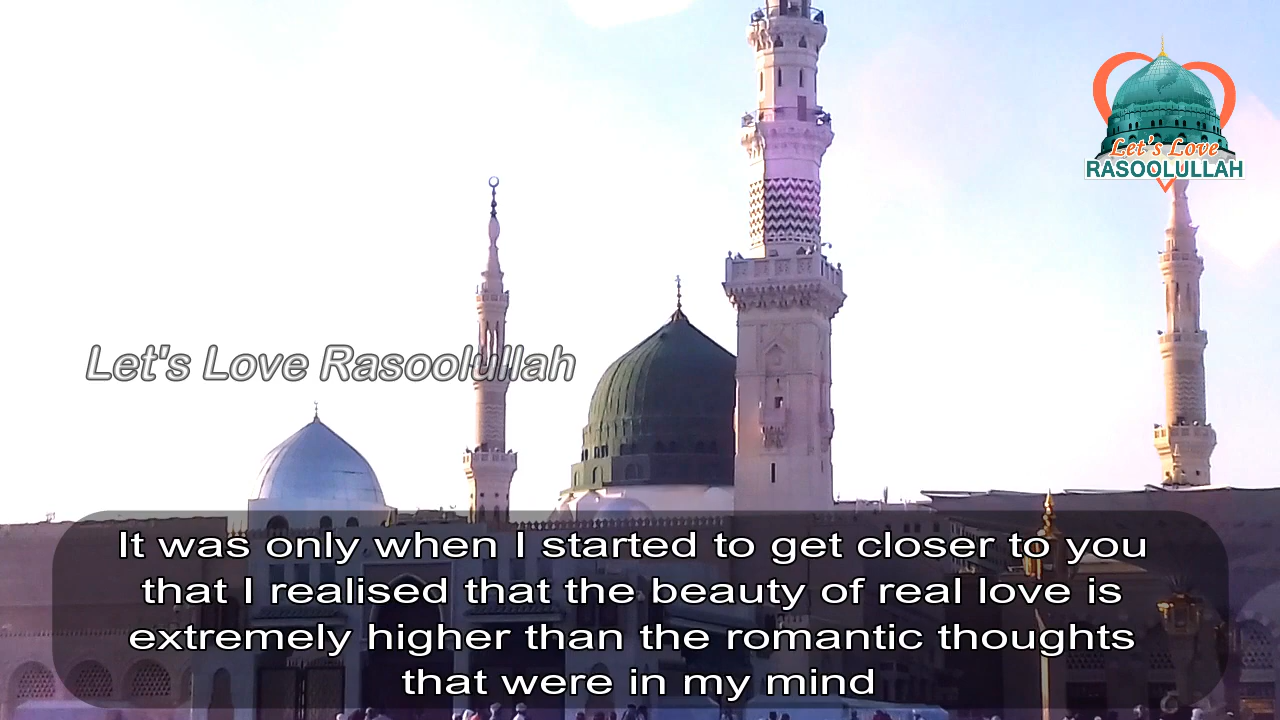 Let's Love
RASOOLULLAH
Let's Love Rasoolullah
It was only when I started to get closer to you
that I realised that the beauty of real love is
extremely higher than the romantic thoughts
that were in my mind